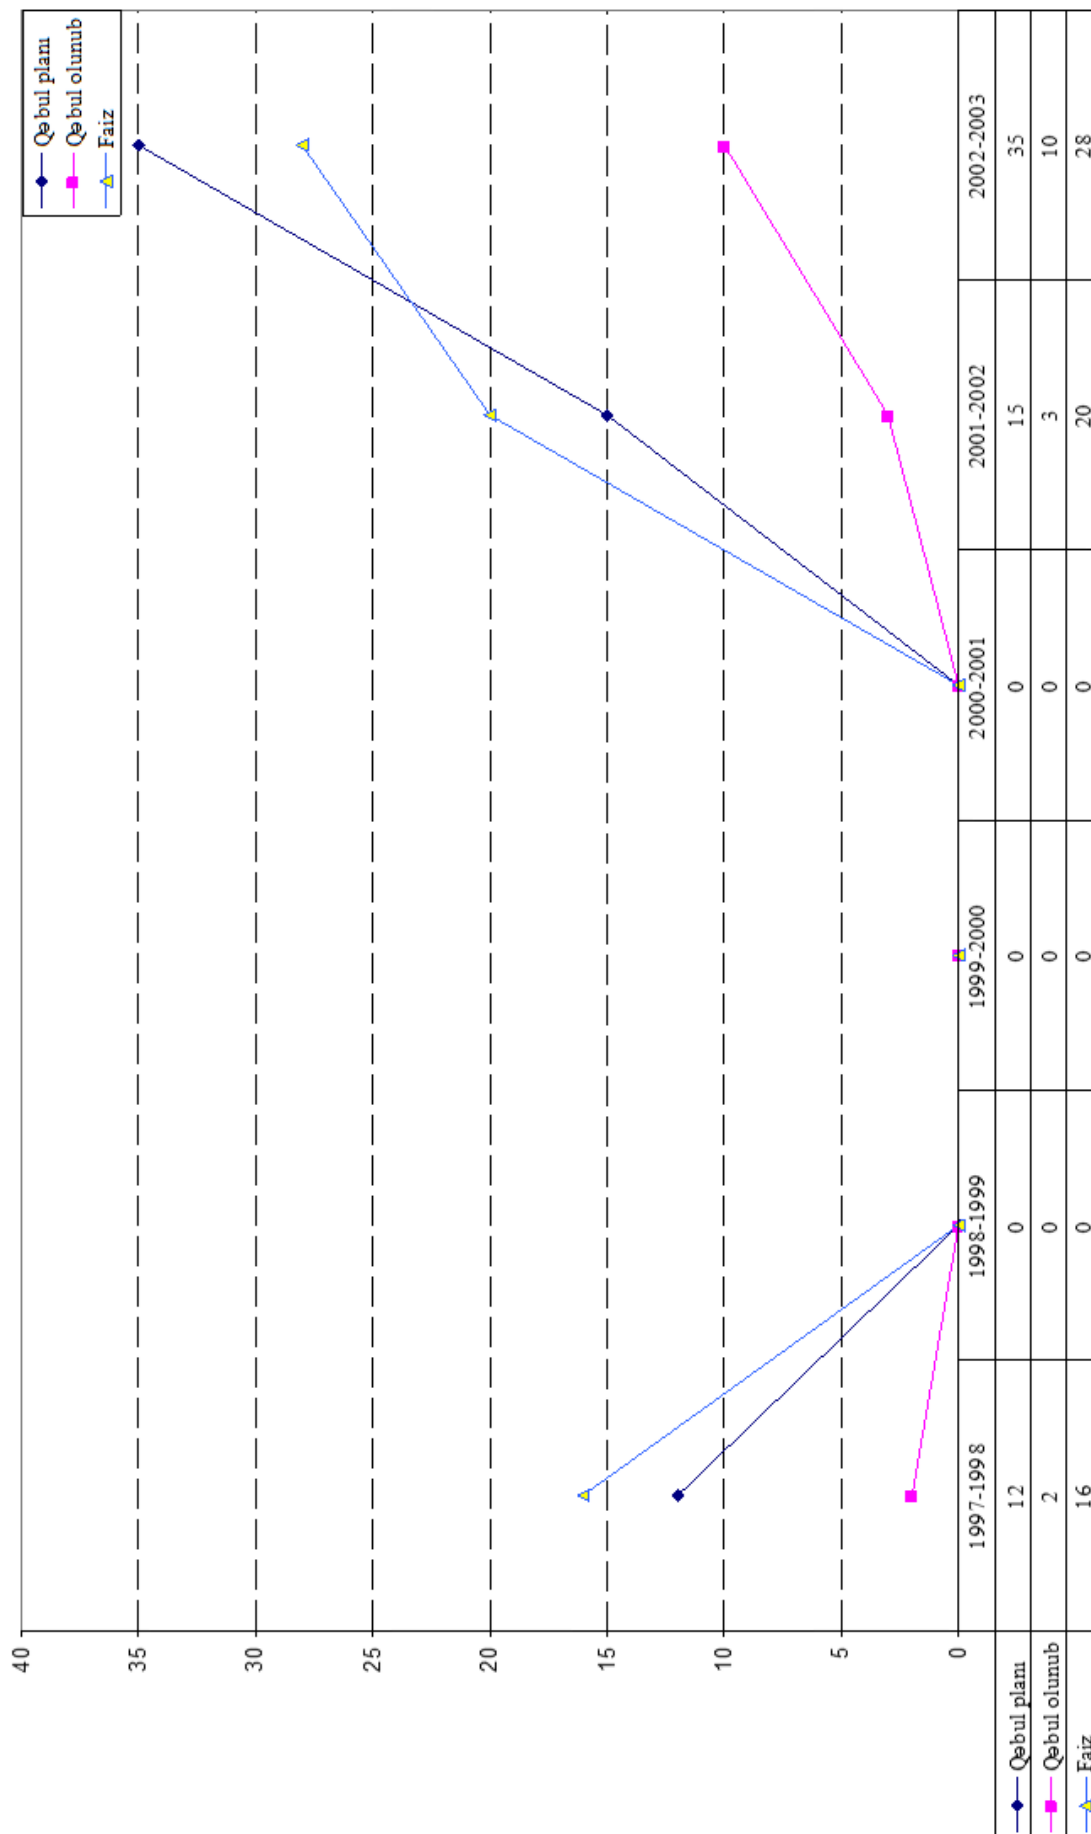 Qəbul planı
Qəbul olunub
Faiz
40
35
30
25
20
15
10
5
0
1997-1998 1998-1999 1999-2000 2000-2001 2001-2002 2002-2003
Qəbul planı 12 0 0 0 15 35
Qəbul olunub 2 0 0 0 3 10
Faiz 16 0 0 0 20 28